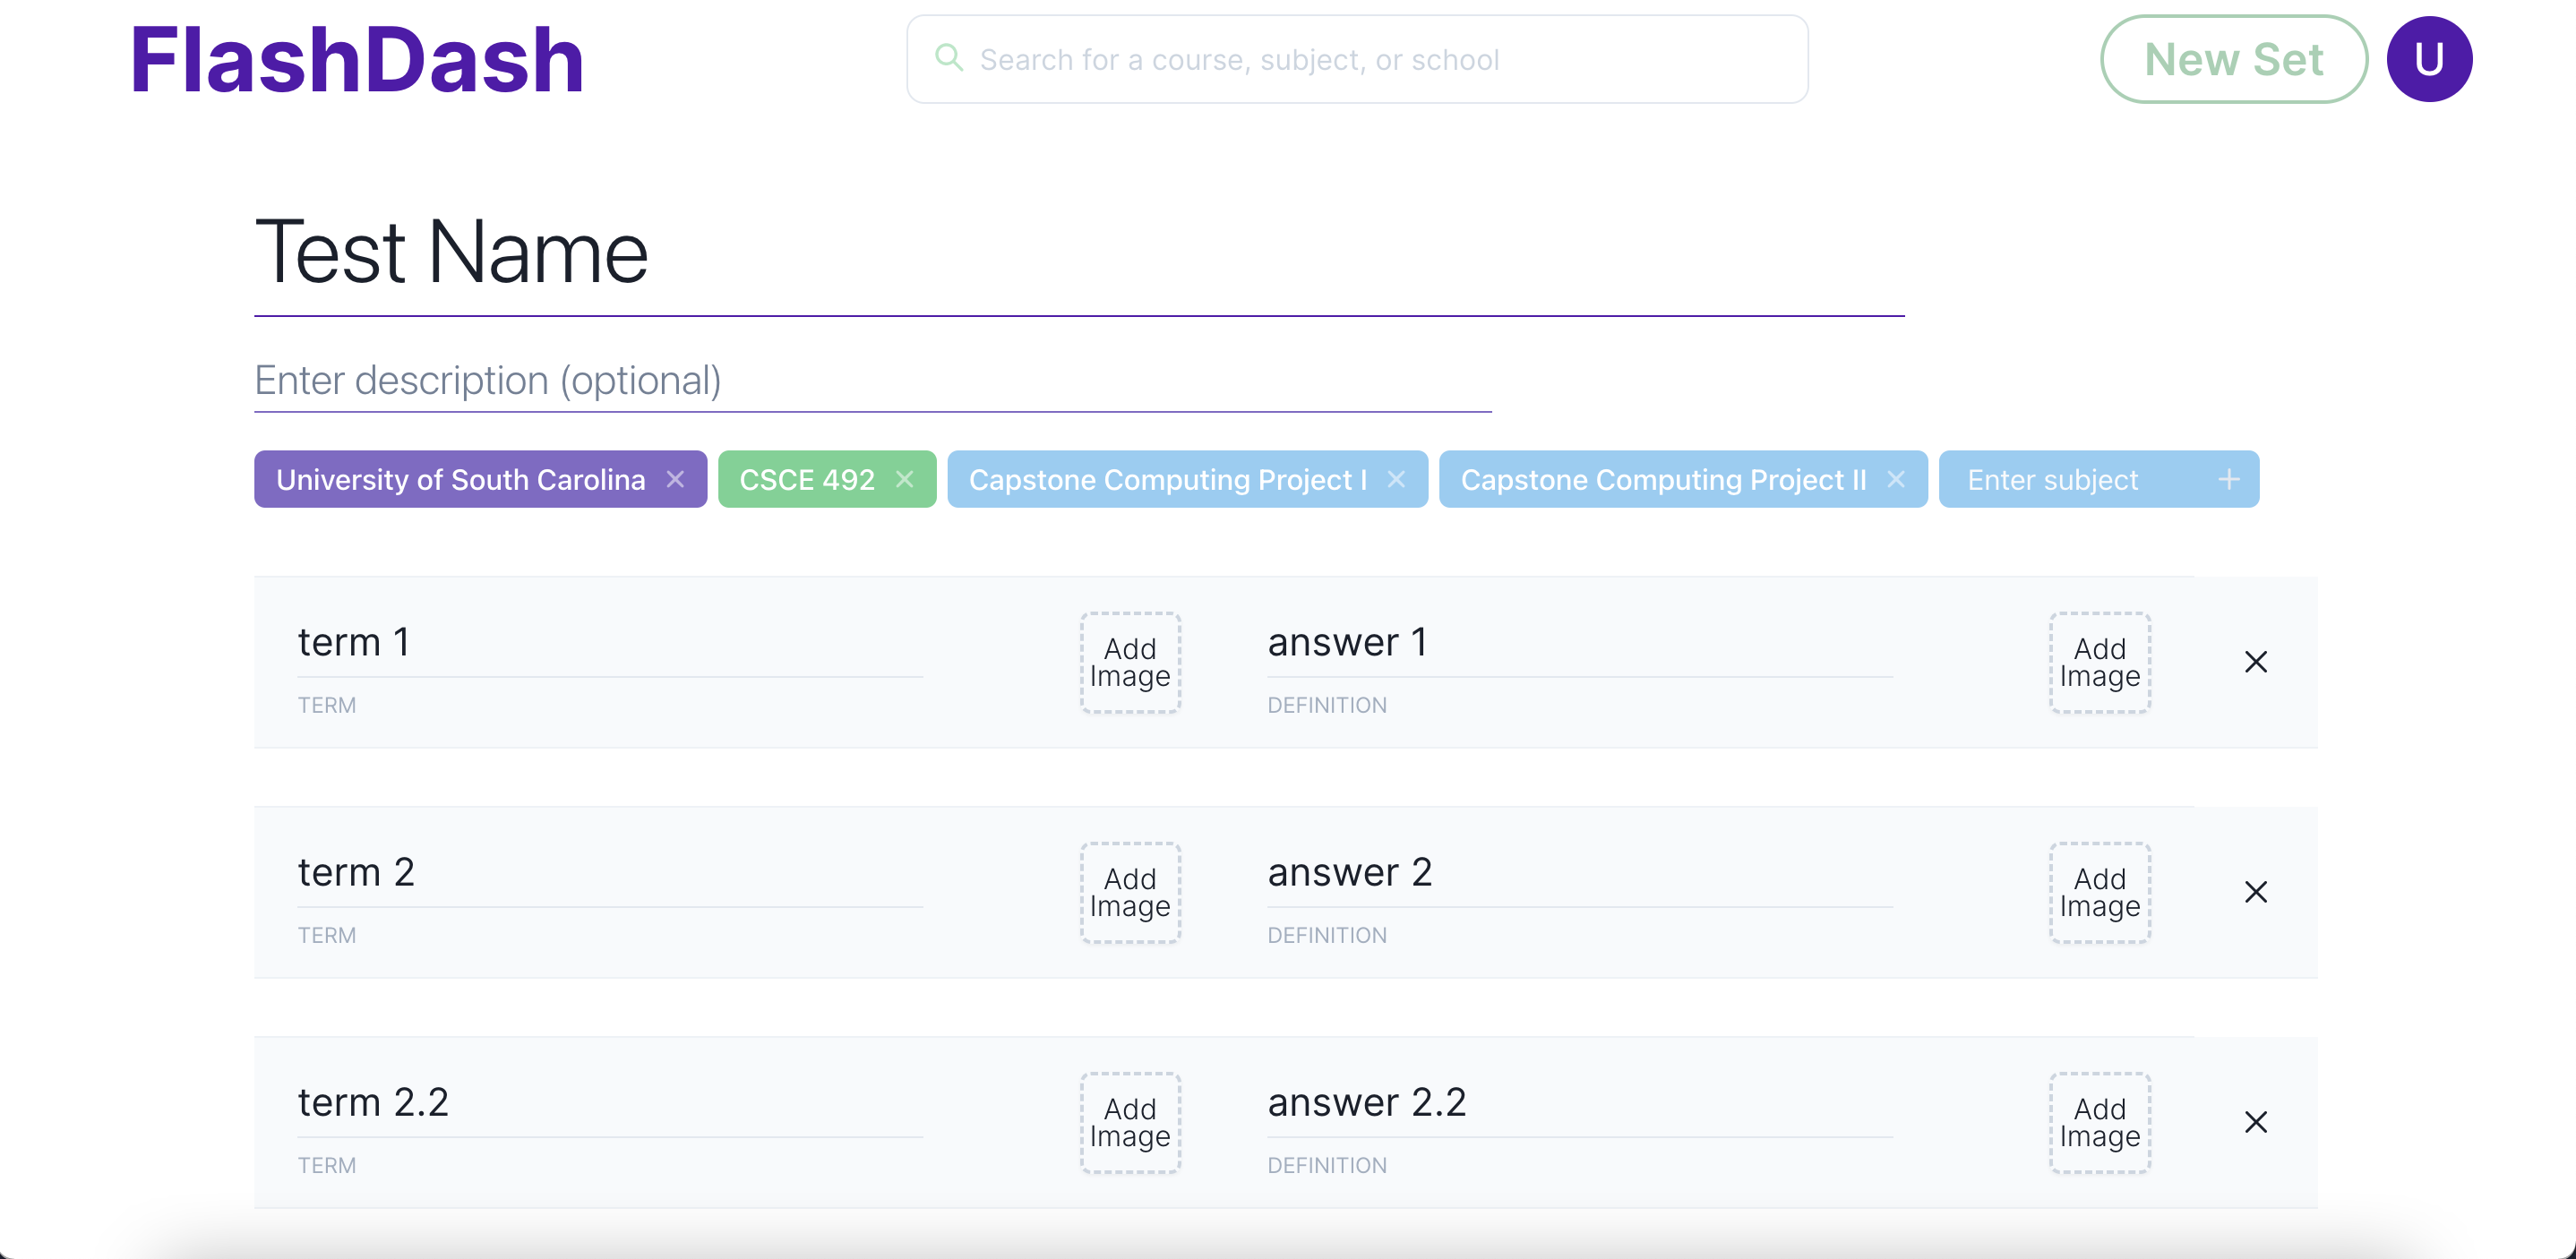 FlashDash
Search for a course, subject, or school
New Set
U
Test Name
Enter description (optional)
University of South Carolina
CSCE 492
Capstone Computing Project I
Capstone Computing Project II
Enter subject
term 1
TERM
Add
Image
answer 1
DEFINITION
Add
Image
term 2
TERM
Add
Image
answer 2
DEFINITION
Add
Image
term 2.2
TERM
Add
Image
answer 2.2
DEFINITION
Add
Image